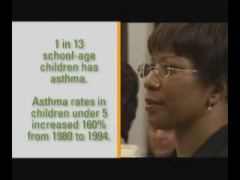 1 in 13
school-age
children has
asthma.
Asthma rates in
children under 5
increased 160%
from 1980 to 1994.